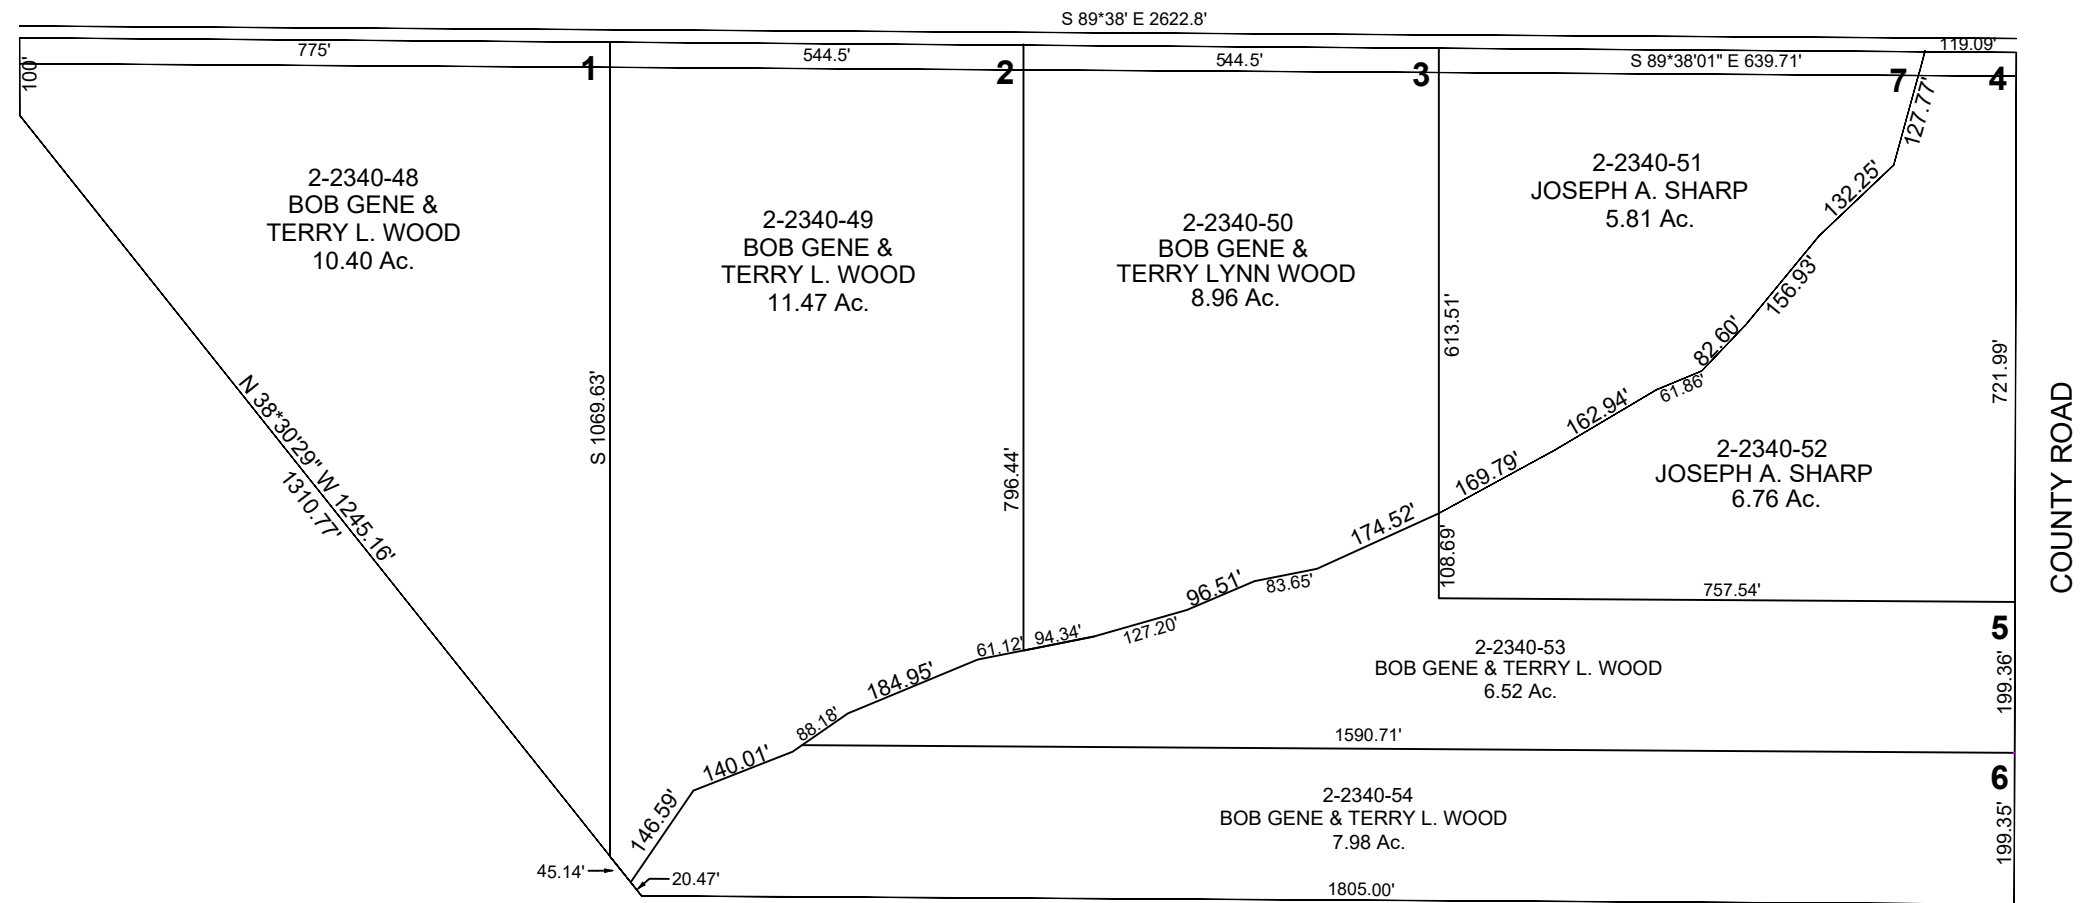 S 89*38' E 2622.8'
775'
544.5'
544.5'
S 89*38'01" E 639.71'
119.09'
100'
1
2
3
7
4
127.77'
2-2340-48
BOB GENE &
TERRY L. WOOD
10.40 Ac.
2-2340-49
BOB GENE &
TERRY L. WOOD
11.47 Ac.
2-2340-50
BOB GENE &
TERRY LYNN WOOD
8.96 Ac.
2-2340-51
JOSEPH A. SHARP
5.81 Ac.
132.25'
156.93'
82.60'
61.86'
162.94'
169.79'
174.52'
613.51'
721.99'
COUNTY ROAD
N 38*30'29" W 1245.16'
1310.77'
S 1069.63'
796.44'
2-2340-52
JOSEPH A. SHARP
6.76 Ac.
108.69'
757.54'
83.65'
96.51'
127.20'
94.34'
61.12'
184.95'
88.18'
140.01'
146.59'
5
2-2340-53
BOB GENE & TERRY L. WOOD
6.52 Ac.
199.36'
1590.71'
6
2-2340-54
BOB GENE & TERRY L. WOOD
7.98 Ac.
199.35'
45.14'
20.47'
1805.00'